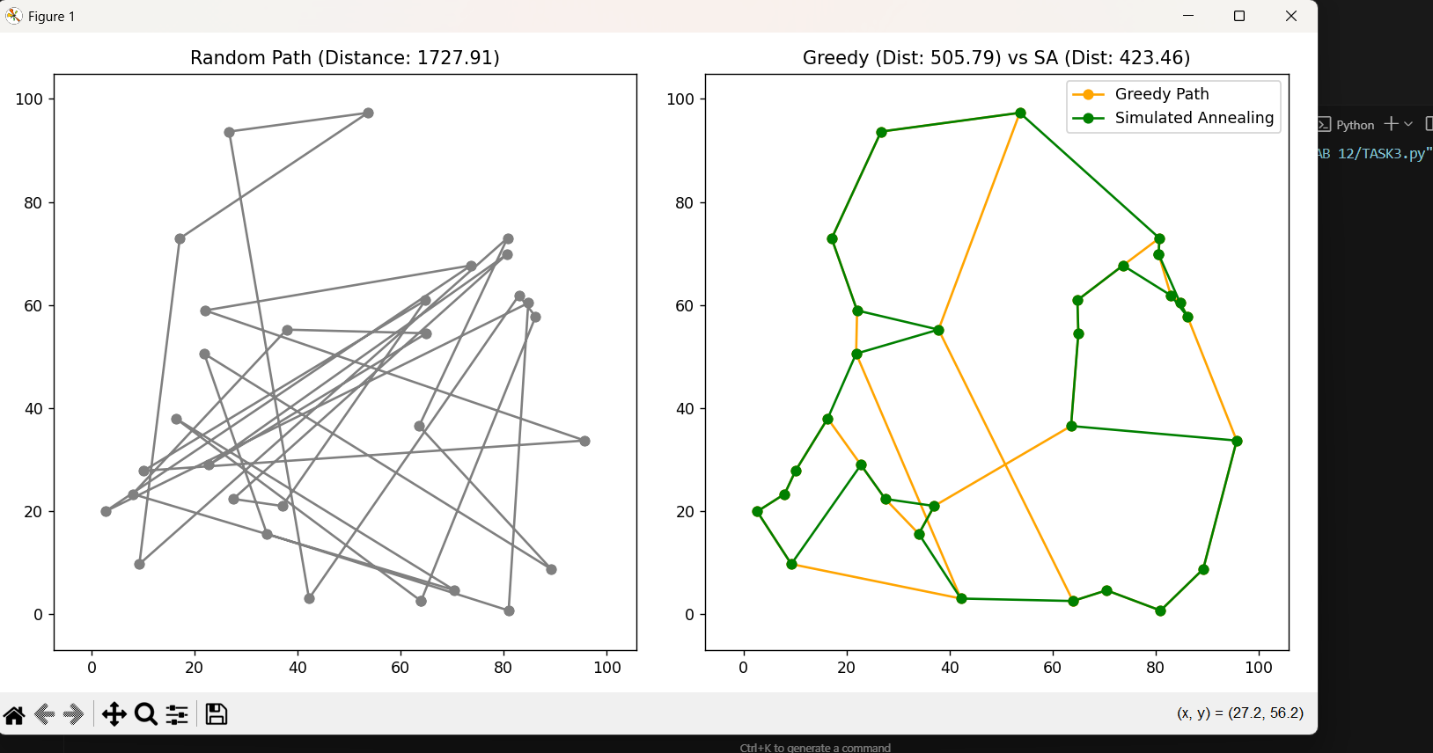 Figure 1
Random Path (Distance: 1727.91)
100
80
60
40
20
0
0 20 40 60 80 100
Greedy (Dist: 505.79) vs SA (Dist: 423.46)
Greedy Path
Simulated Annealing
100
80
60
40
20
0
0 20 40 60 80 100
(x, y) = (27.2, 56.2)
Python
AB 12/TASK3.py"
Ctrl+K to generate a command